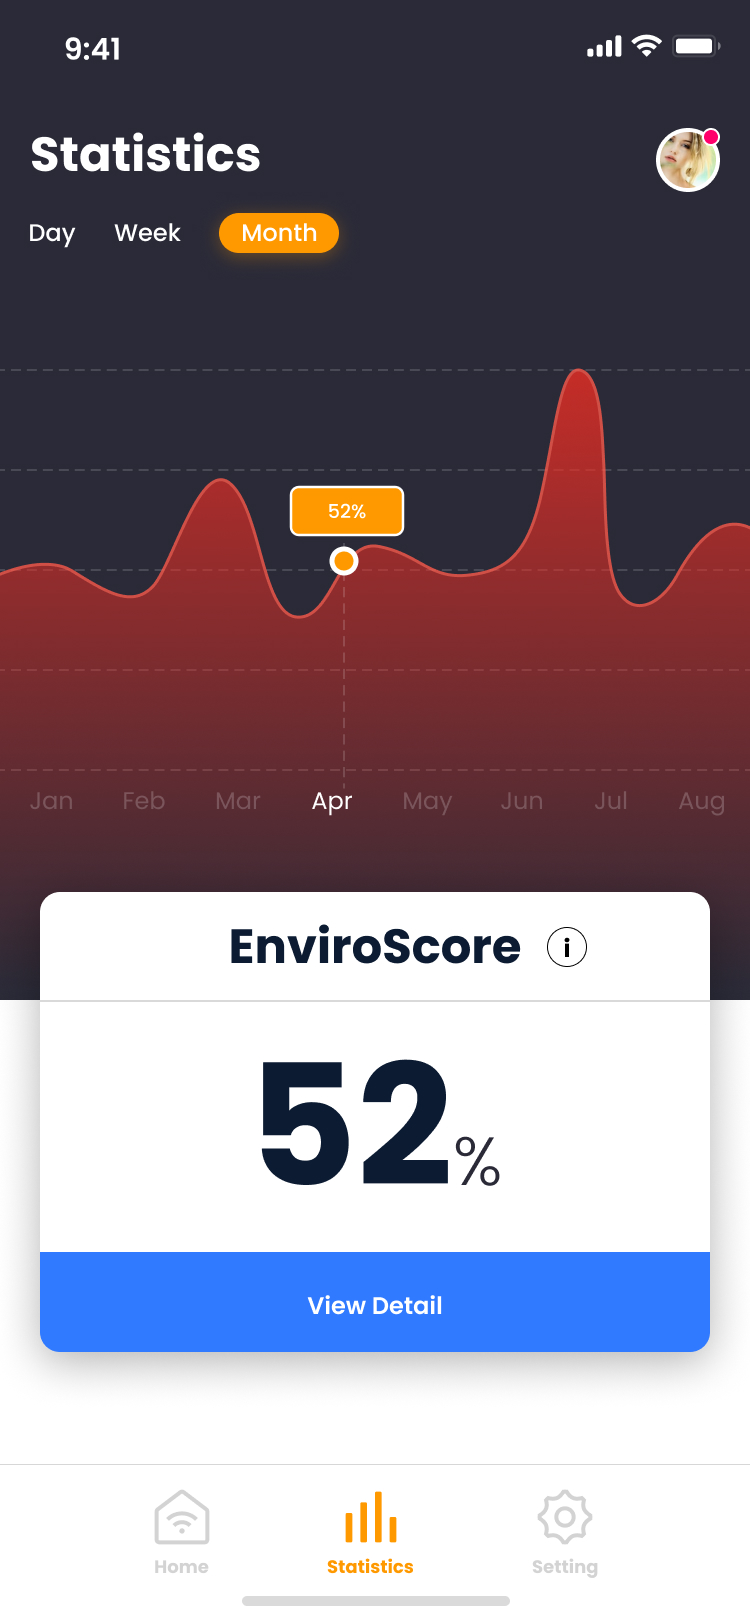 9:41
Statistics
Day Week Month
52%
Jan Feb Mar Apr May Jun Jul Aug
EnviroScore i
52%
View Detail
Home Statistics Setting